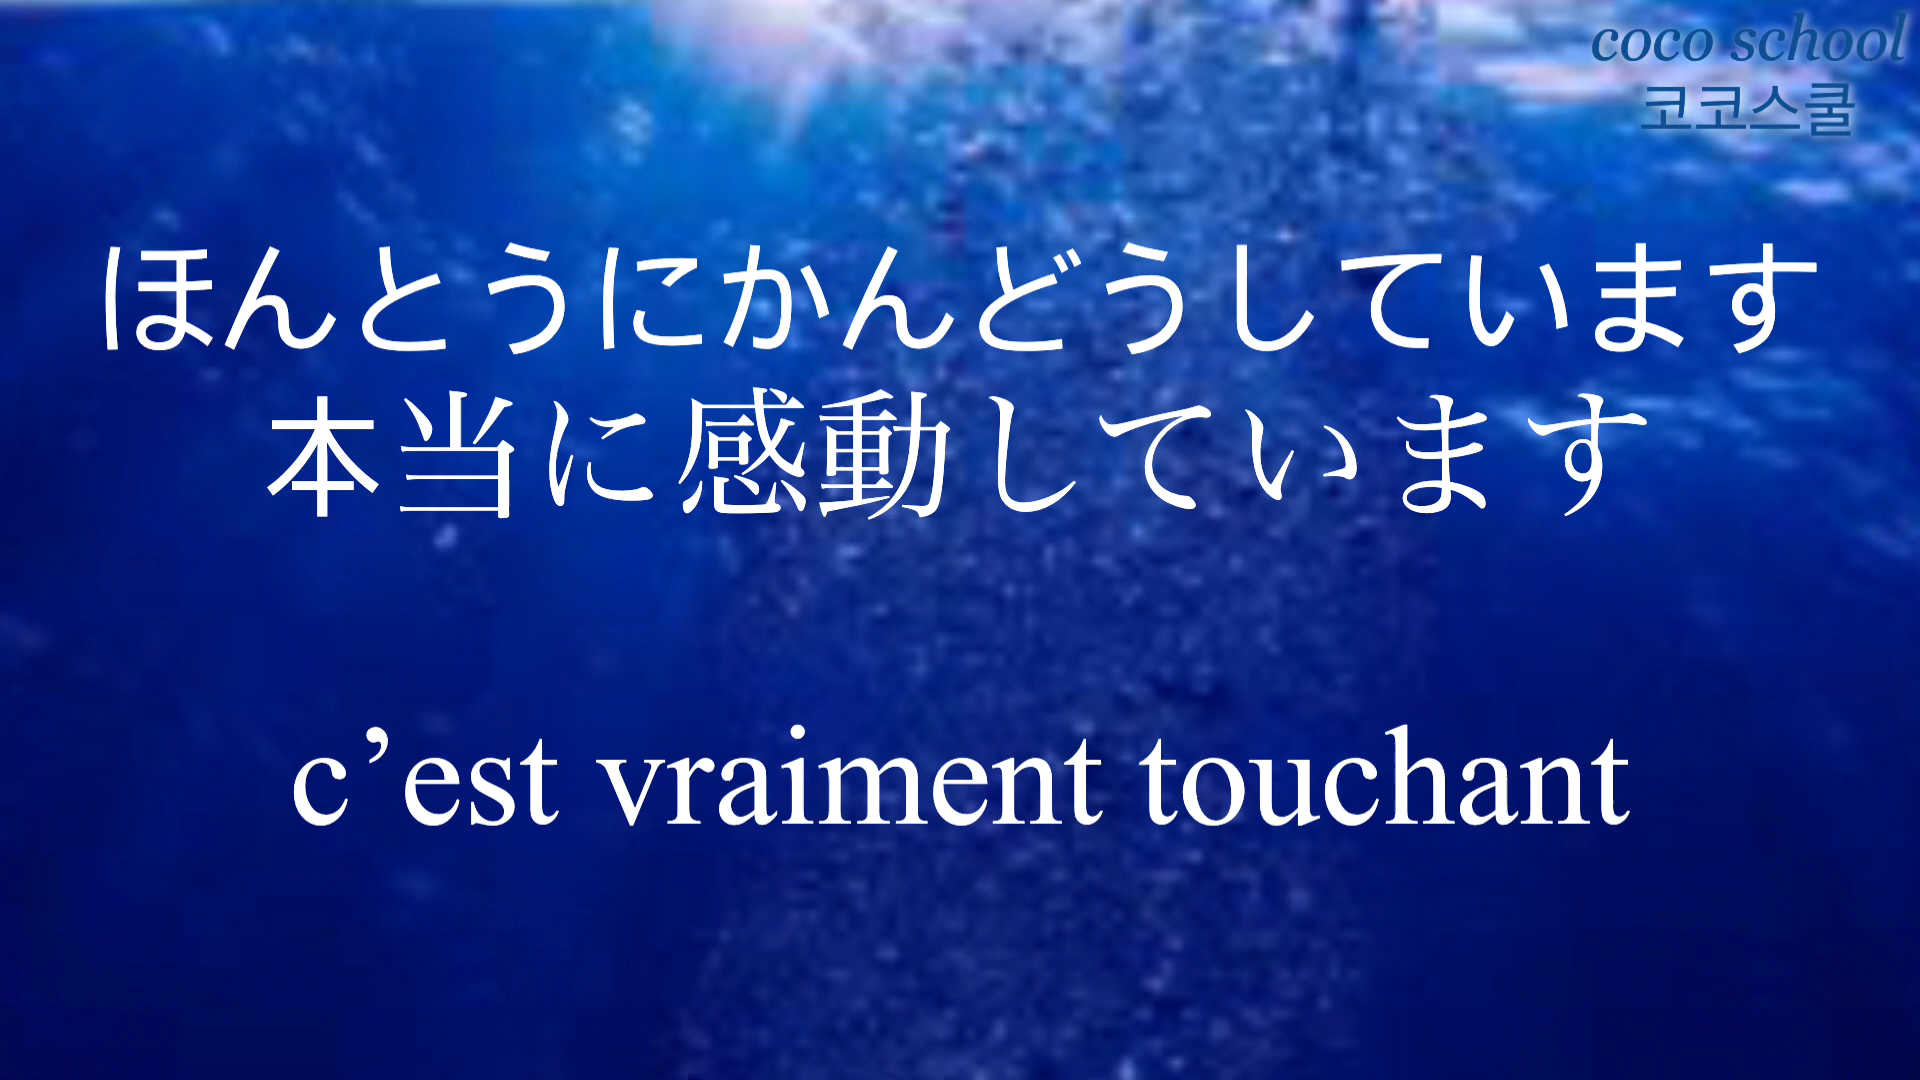 coco school
코코스쿨
ほんとうにかんどうしています
本当に感動しています
c’est vraiment touchant